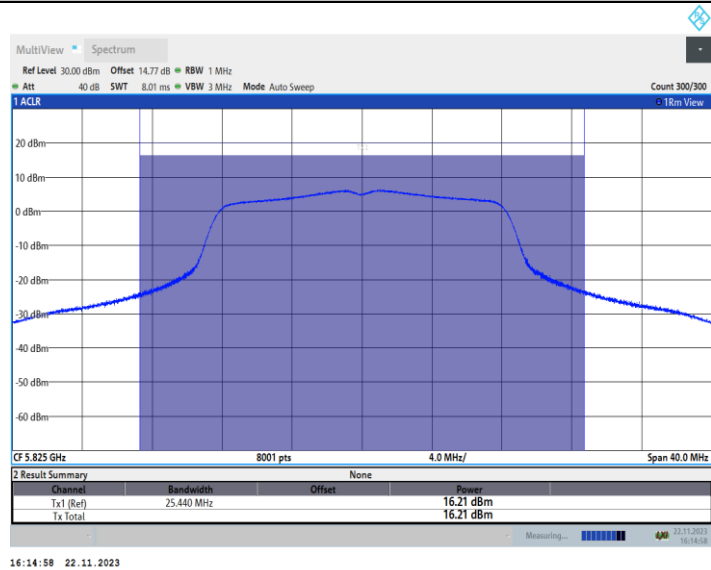 R&S
MultiView Spectrum
Ref Level 30.00 dBm Offset 14.77 dB RBW 1 MHz
Att 40 dB SWT 8.01 ms VBW 3 MHz Mode Auto Sweep Count 300/300
1 ACLR 1Rm View
20 dBm
10 dBm
0 dBm
-10 dBm
-20 dBm
-30 dBm
-40 dBm
-50 dBm
-60 dBm
CF 5.825 GHz 8001 pts 4.0 MHz/ Span 40.0 MHz
2 Result Summary None
Channel Bandwidth Offset Power
Tx1 (Ref) 25.440 MHz 16.21 dBm
Tx Total 16.21 dBm
Measuring... 22.11.2023
16:14:58
16:14:58 22.11.2023